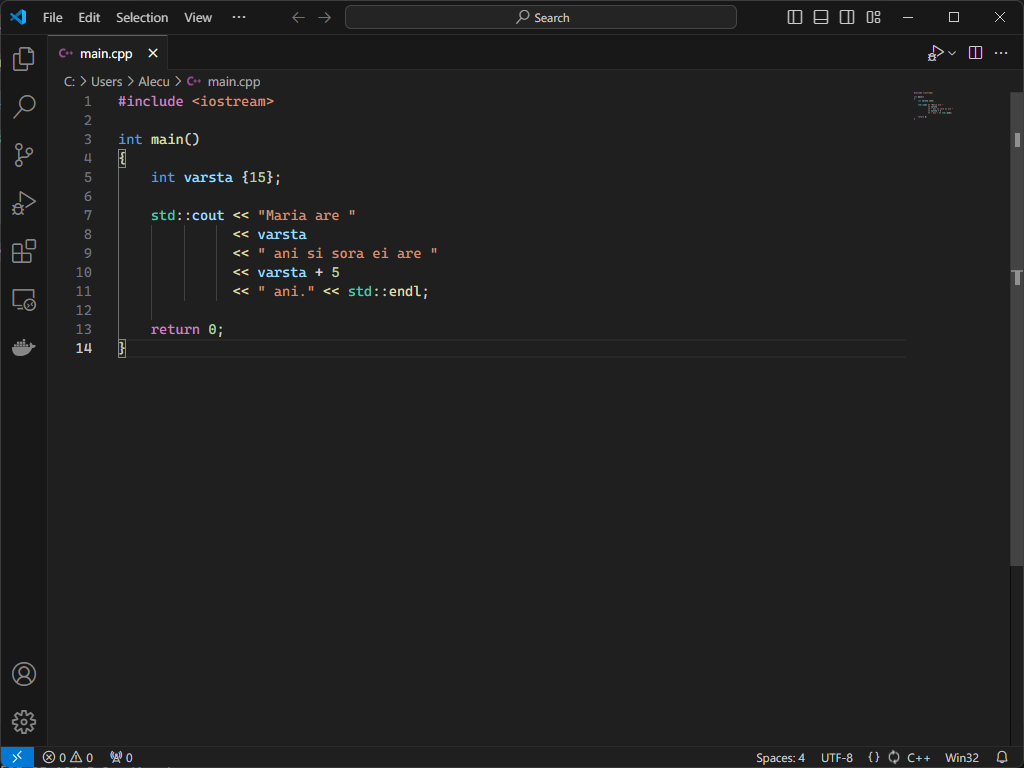 File Edit Selection View ··· Search
C++ main.cpp
C: > Users > Alecu > C++ main.cpp
1 #include <iostream>
2
3 int main()
4 {
5     int varsta {15};
6
7     std::cout << "Maria are "
8               << varsta
9               << " ani si sora ei are "
10               << varsta + 5
11               << " ani." << std::endl;
12
13     return 0;
14 }
0 0 0 Spaces: 4 UTF-8 {} C++ Win32